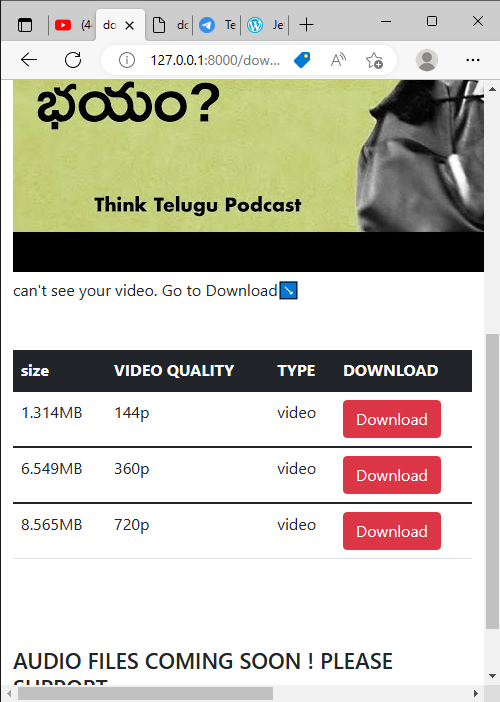 (4
do
do
Te
Je
127.0.0.1:8000/dow...
A
భయం?
Think Telugu Podcast
can't see your video. Go to Download↘
size VIDEO QUALITY TYPE DOWNLOAD
1.314MB 144p video Download
6.549MB 360p video Download
8.565MB 720p video Download
AUDIO FILES COMING SOON ! PLEASE
SUPPORT